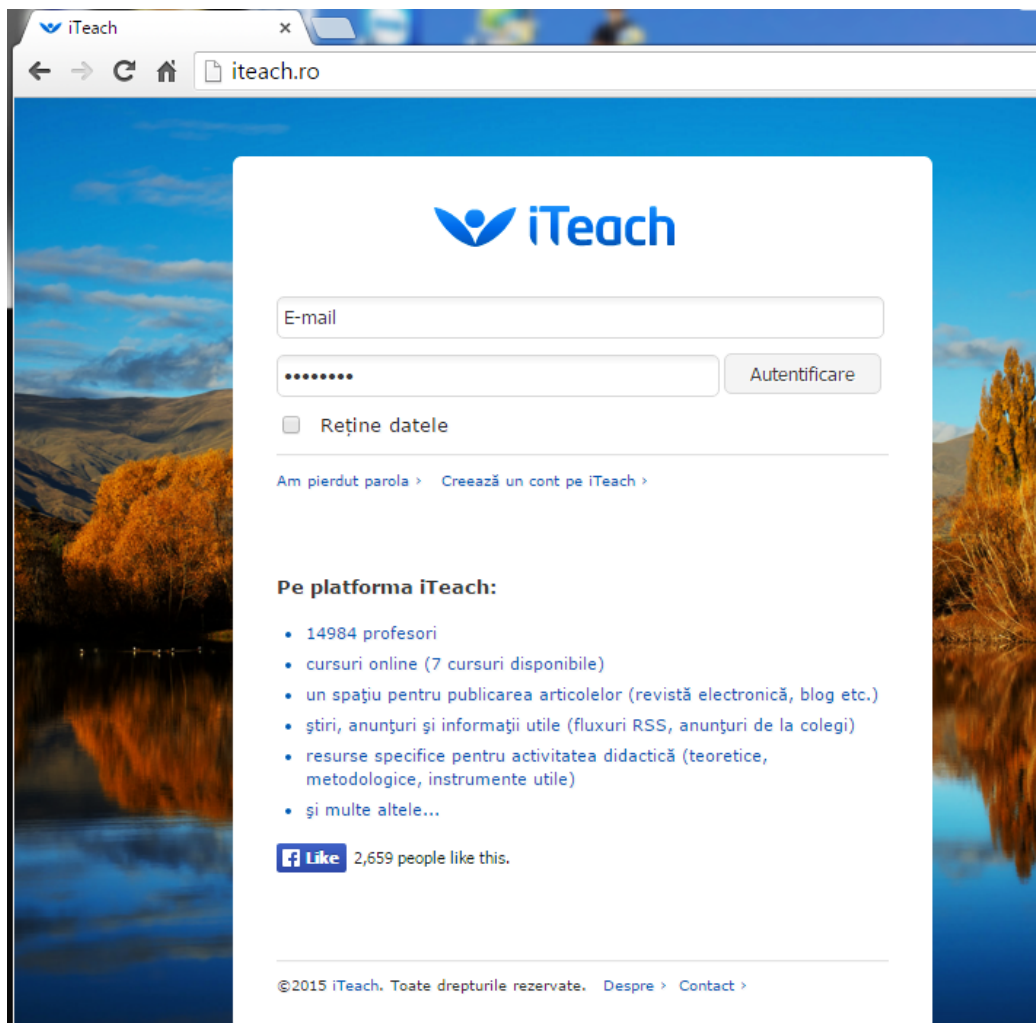 iTeach
iteach.ro
iTeach
E-mail
••••••••
Autentificare
Reține datele
Am pierdut parola › Creează un cont pe iTeach ›
Pe platforma iTeach:
• 14984 profesori
• cursuri online (7 cursuri disponibile)
• un spațiu pentru publicarea articolelor (revistă electronică, blog etc.)
• ştiri, anunţuri şi informaţii utile (fluxuri RSS, anunţuri de la colegi)
• resurse specifice pentru activitatea didactică (teoretice,
metodologice, instrumente utile)
• şi multe altele...
Like 2,659 people like this.
©2015 iTeach. Toate drepturile rezervate. Despre › Contact ›